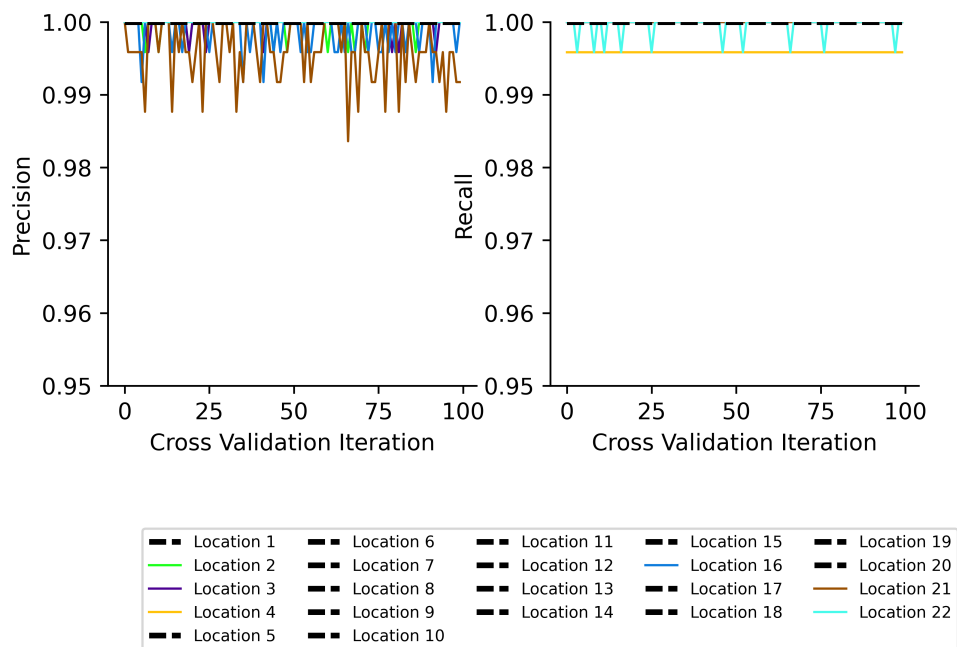 1.00
0.99
0.98
0.97
0.96
0.95
Precision
0 25 50 75 100
Cross Validation Iteration
1.00
0.99
0.98
0.97
0.96
0.95
Recall
0 25 50 75 100
Cross Validation Iteration
Location 1 Location 6 Location 11 Location 15 Location 19
Location 2 Location 7 Location 12 Location 16 Location 20
Location 3 Location 8 Location 13 Location 17 Location 21
Location 4 Location 9 Location 14 Location 18 Location 22
Location 5 Location 10